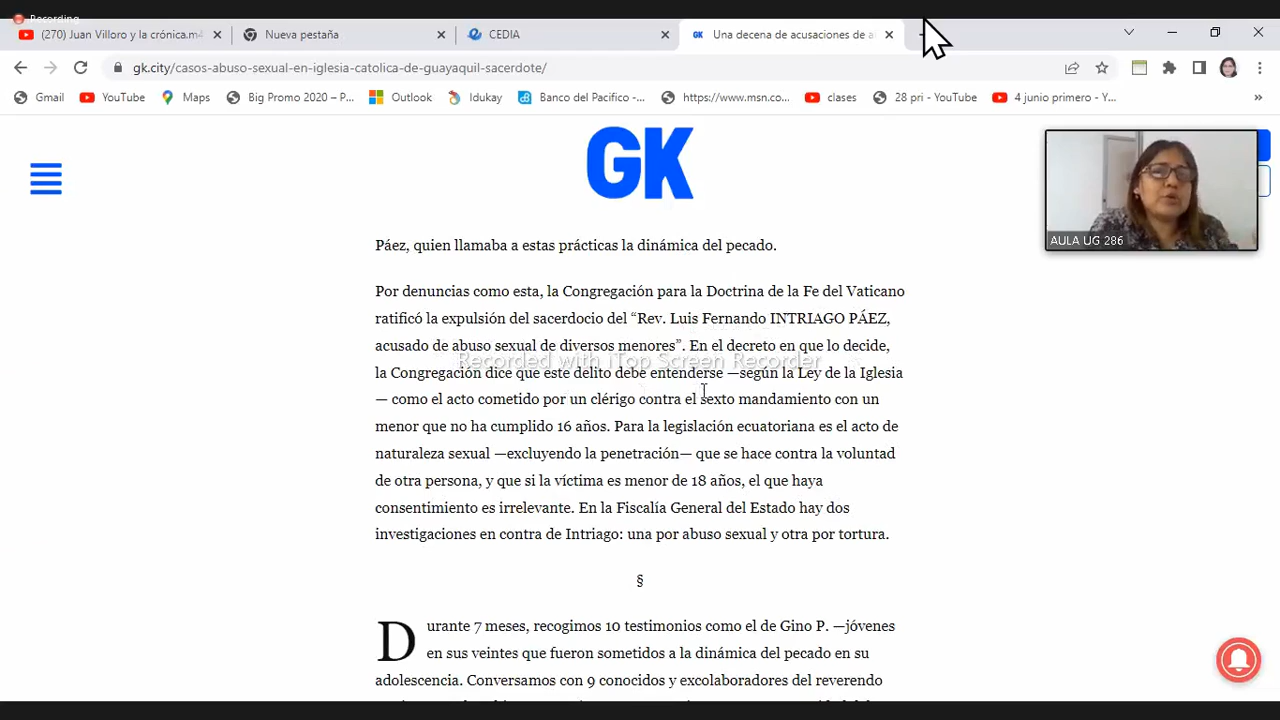 Recording
(270) Juan Villoro y la crónica.m4
Nueva pestaña
CEDIA
GK Una decena de acusaciones de a
gk.city/casos-abuso-sexual-en-iglesia-catolica-de-guayaquil-sacerdote/
Gmail YouTube Maps Big Promo 2020 – P... Outlook Idukay Banco del Pacifico -... https://www.msn.co... clases 28 pri - YouTube 4 junio primero - Y... »
GK
AULA UG 286
Páez, quien llamaba a estas prácticas la dinámica del pecado.
Por denuncias como esta, la Congregación para la Doctrina de la Fe del Vaticano
ratificó la expulsión del sacerdocio del “Rev. Luis Fernando INTRIAGO PÁEZ,
acusado de abuso sexual de diversos menores”. En el decreto en que lo decide,
Recorded with iTop Screen Recorder
la Congregación dice que este delito debe entenderse —según la Ley de la Iglesia
— como el acto cometido por un clérigo contra el sexto mandamiento con un
menor que no ha cumplido 16 años. Para la legislación ecuatoriana es el acto de
naturaleza sexual —excluyendo la penetración— que se hace contra la voluntad
de otra persona, y que si la víctima es menor de 18 años, el que haya
consentimiento es irrelevante. En la Fiscalía General del Estado hay dos
investigaciones en contra de Intriago: una por abuso sexual y otra por tortura.
§
Durante 7 meses, recogimos 10 testimonios como el de Gino P. —jóvenes
en sus veintes que fueron sometidos a la dinámica del pecado en su
adolescencia. Conversamos con 9 conocidos y excolaboradores del reverendo